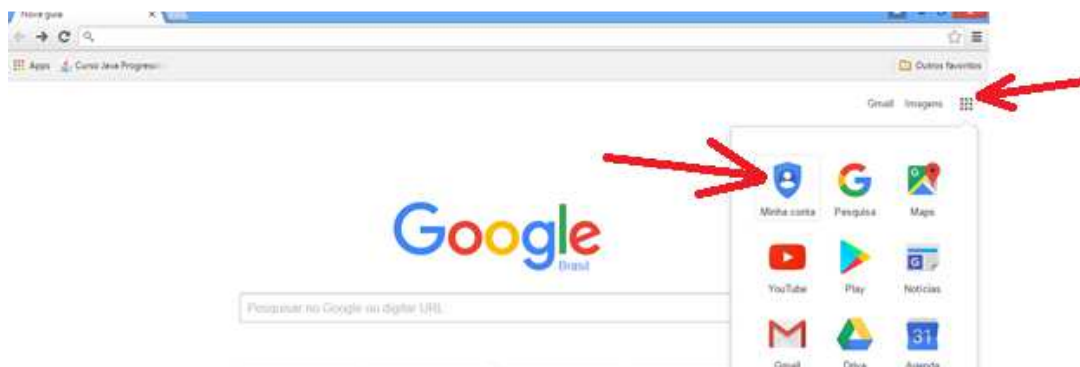 Nova guia
Apps Curso Java Progress
Outros favoritos
Gmail Imagens
Google
Brasil
Pesquisar no Google ou digitar URL
Minha conta Pesquisa Maps
YouTube Play Notícias
31
Gmail Drive Agenda